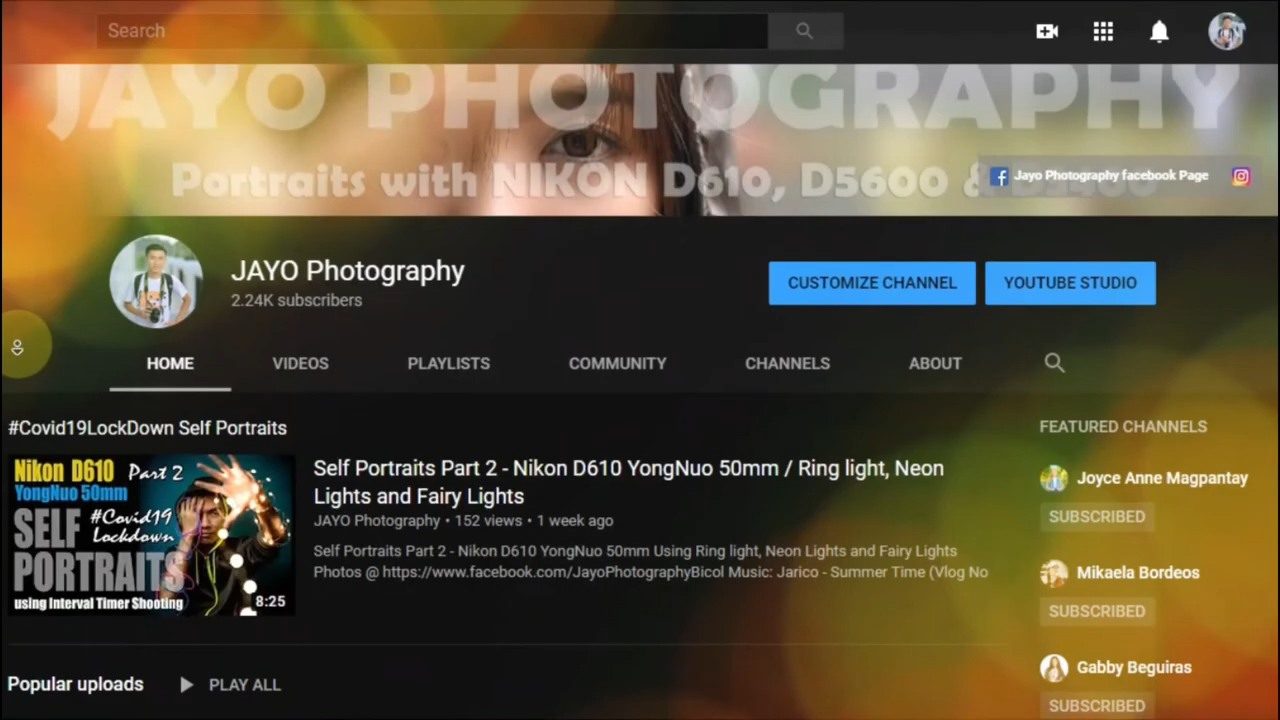 Search
JAYO PHOTOGRAPHY
Portraits with NIKON D610, D5600 &
Jayo Photography facebook Page
JAYO Photography
2.24K subscribers
CUSTOMIZE CHANNEL
YOUTUBE STUDIO
HOME
VIDEOS
PLAYLISTS
COMMUNITY
CHANNELS
ABOUT
#Covid19LockDown Self Portraits
Nikon D610 Part 2
YongNuo 50mm
SELF #Covid19
Lockdown
PORTRAITS
using Interval Timer Shooting
8:25
Self Portraits Part 2 - Nikon D610 YongNuo 50mm / Ring light, Neon
Lights and Fairy Lights
JAYO Photography • 152 views • 1 week ago
Self Portraits Part 2 - Nikon D610 YongNuo 50mm Using Ring light, Neon Lights and Fairy Lights
Photos @ https://www.facebook.com/JayoPhotographyBicol Music: Jarico - Summer Time (Vlog No
FEATURED CHANNELS
Joyce Anne Magpantay
SUBSCRIBED
Mikaela Bordeos
SUBSCRIBED
Gabby Beguiras
SUBSCRIBED
Popular uploads
PLAY ALL